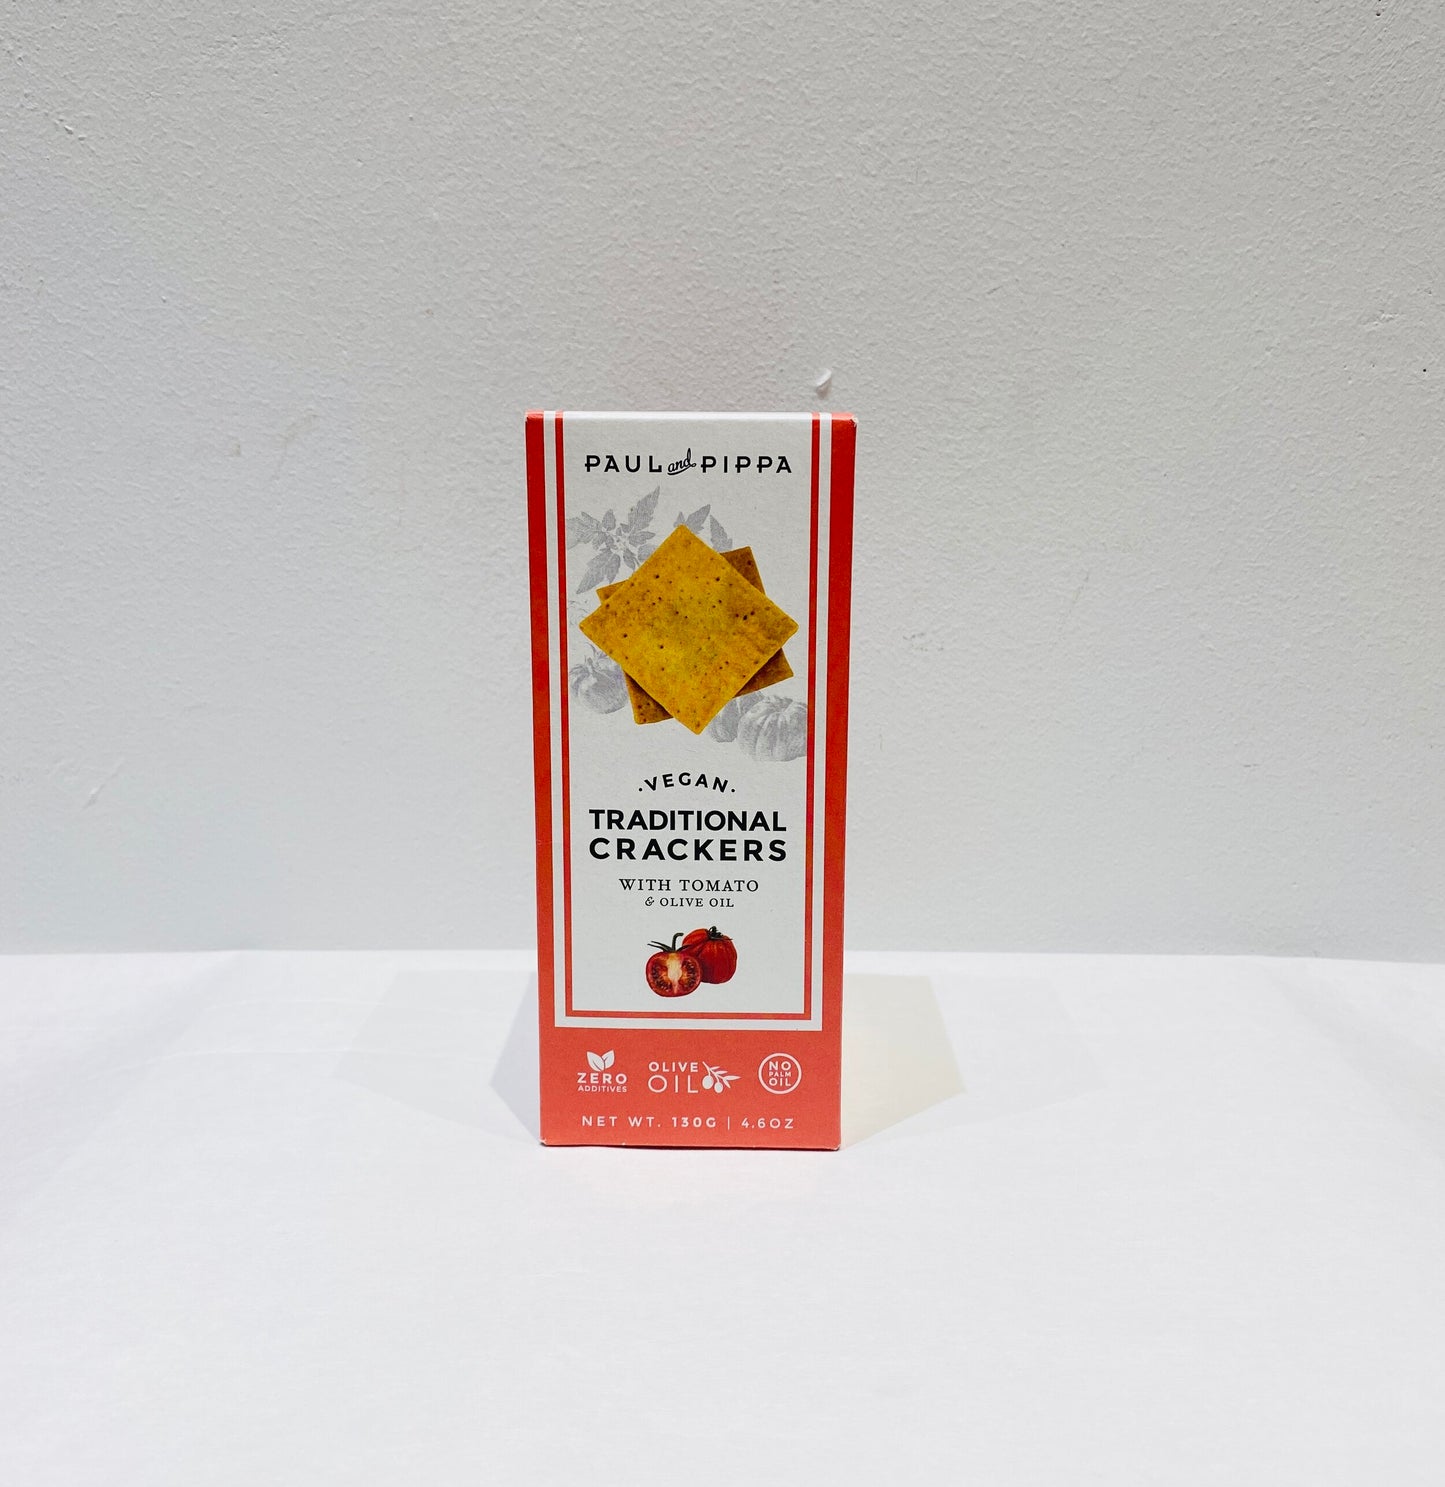 PAUL and PIPPA
.VEGAN.
TRADITIONAL
CRACKERS
WITH TOMATO
& OLIVE OIL
ZERO
ADDITIVES
OLIVE
OIL
NO
PALM
OIL
NET WT. 130G | 4.6OZ